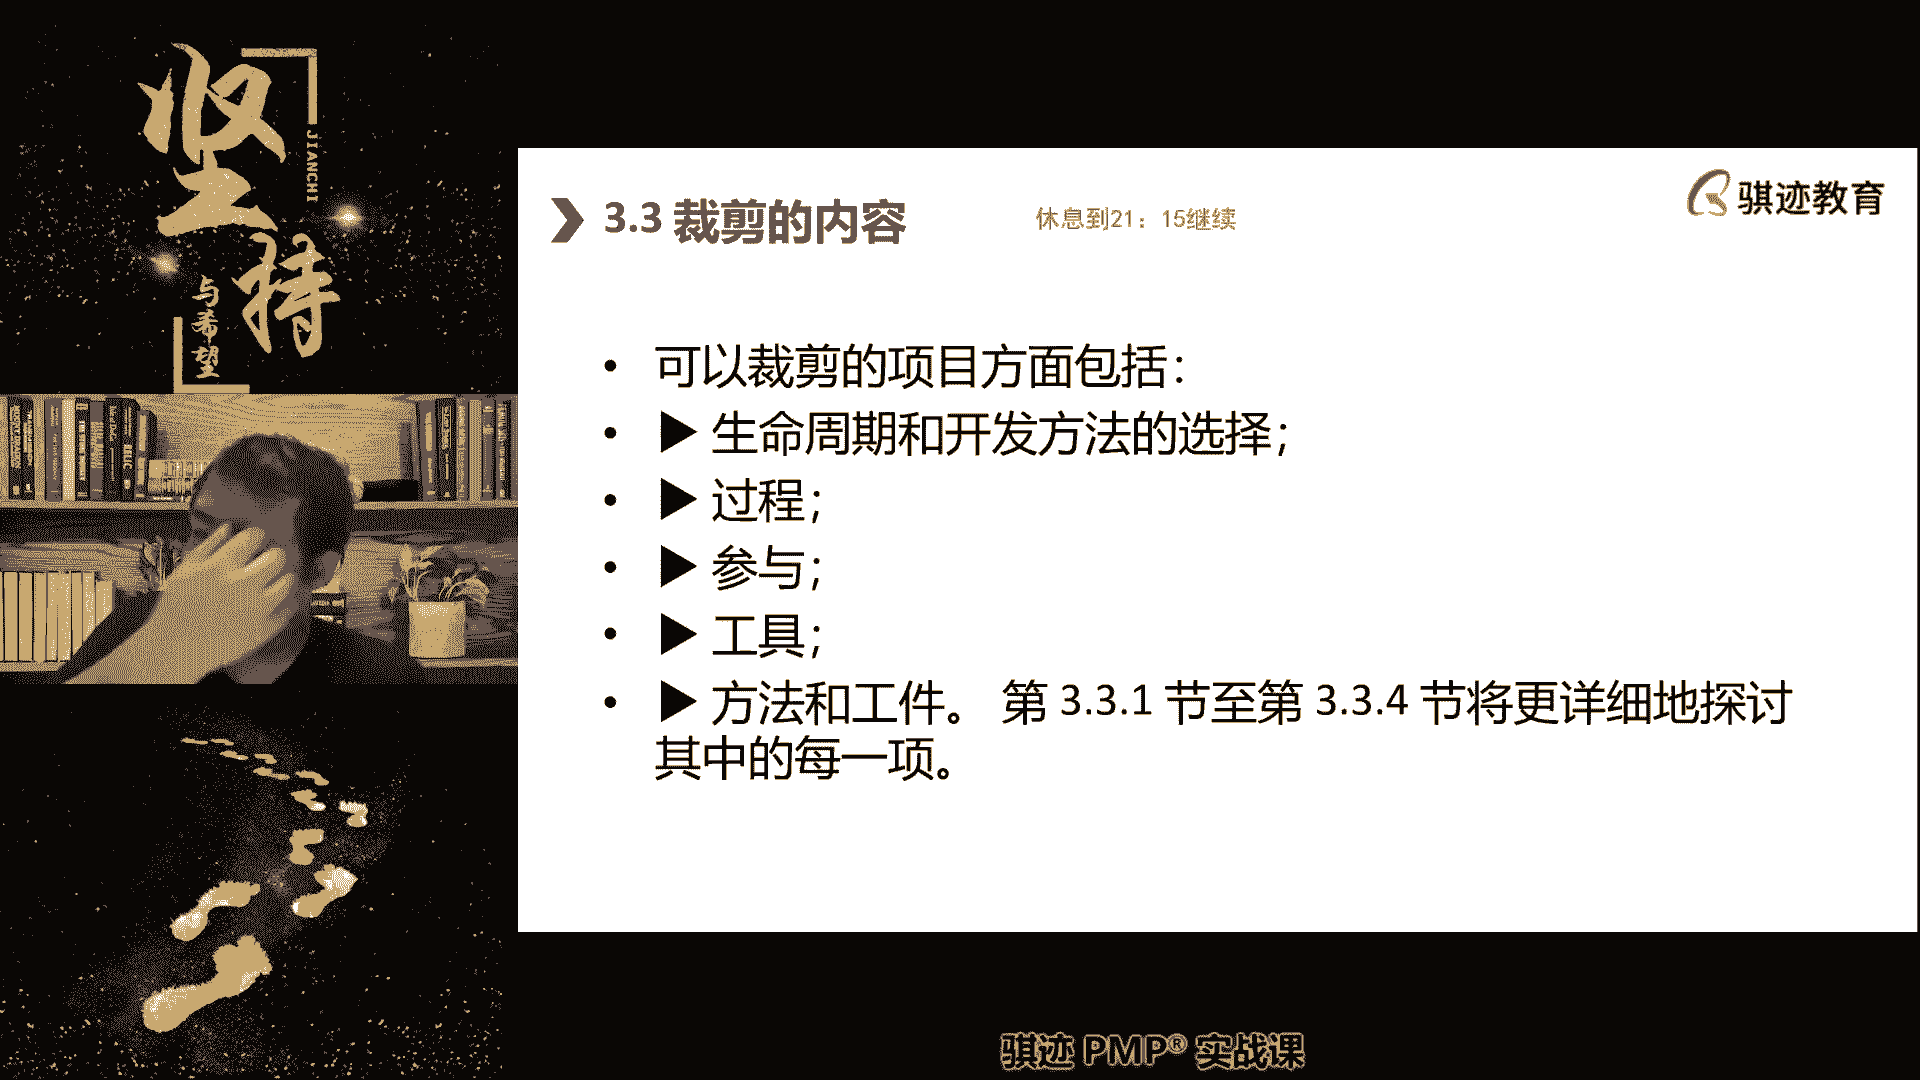 坚持
JIANCHI
与希望
3.3 裁剪的内容
休息到21：15继续
骐迹教育
• 可以裁剪的项目方面包括：
• ▶ 生命周期和开发方法的选择；
• ▶ 过程；
• ▶ 参与；
• ▶ 工具；
• ▶ 方法和工件。 第 3.3.1 节至第 3.3.4 节将更详细地探讨
其中的每一项。
骐迹 PMP® 实战课